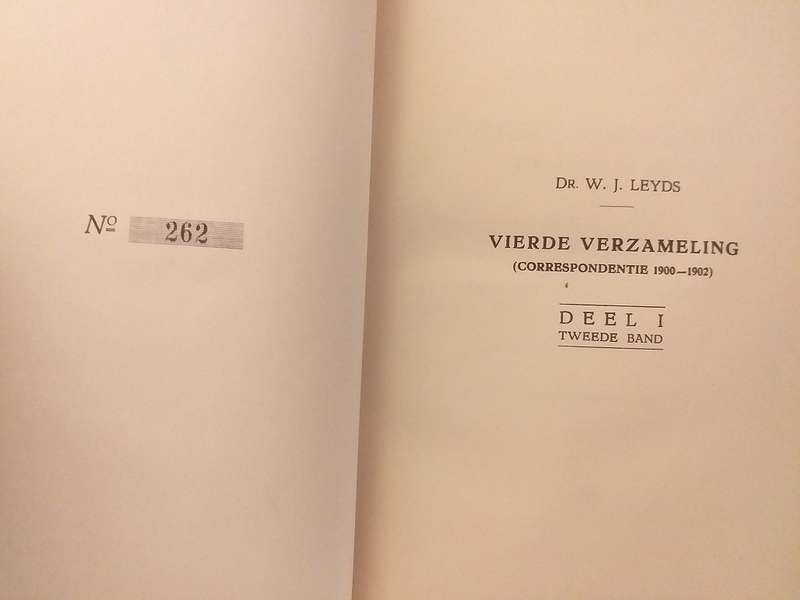 Nº 262
DR. W. J. LEYDS
VIERDE VERZAMELING
(CORRESPONDENTIE 1900—1902)
DEEL I
TWEEDE BAND